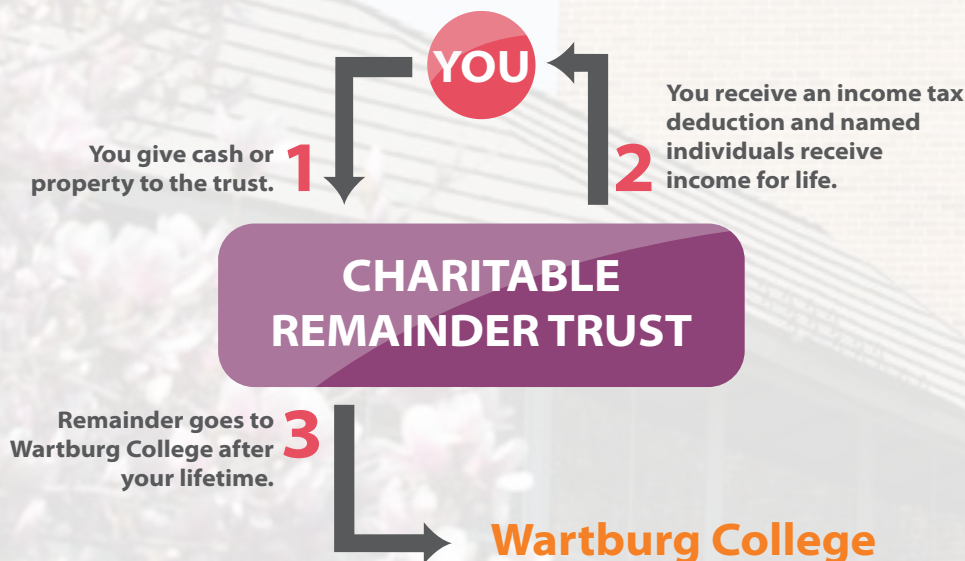 YOU
You give cash or
property to the trust.
1
2
You receive an income tax
deduction and named
individuals receive
income for life.
CHARITABLE
REMAINDER TRUST
Remainder goes to
Wartburg College after
your lifetime.
3
Wartburg College